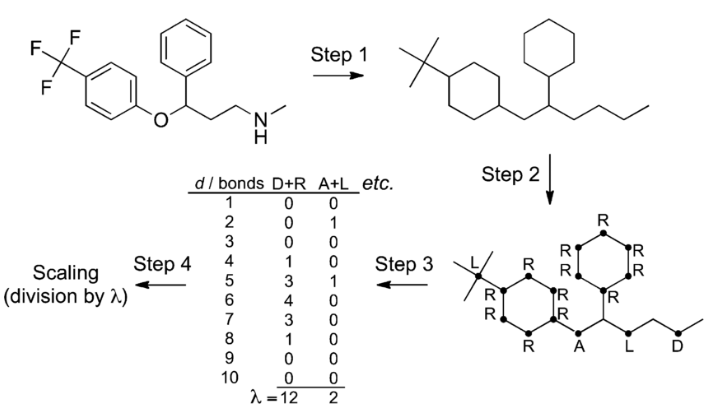 F
F
F
O
N
H
Step 1
Step 2
d / bonds D+R A+L etc.
1 0 0
2 0 1
3 0 0
4 1 0
5 3 1
6 4 0
7 3 0
8 1 0
9 0 0
10 0 0
λ = 12 2
Step 3
Step 4
Scaling
(division by λ)
R
R R
R R
R
L
R
R R
R R
R
A
L
D